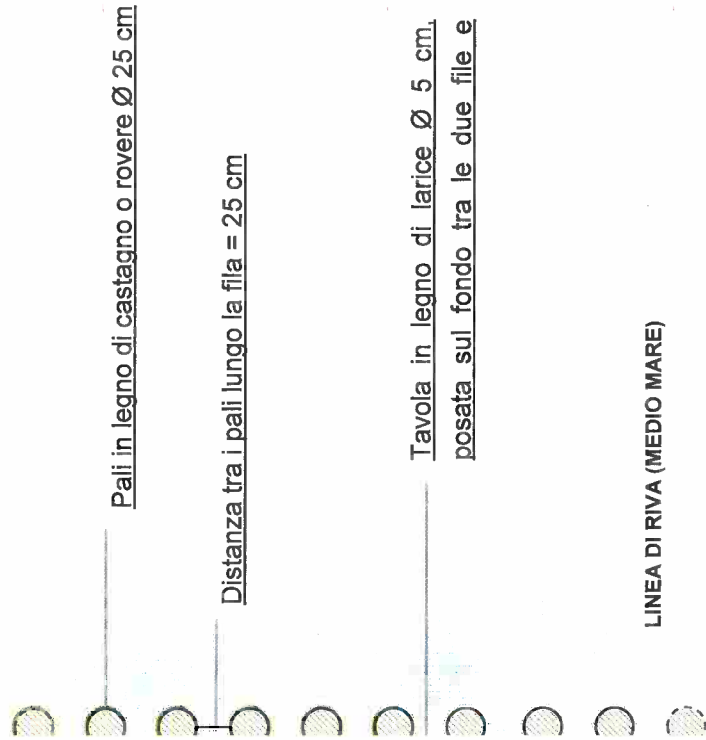 Pali in legno di castagno o rovere Ø 25 cm
Distanza tra i pali lungo la fila = 25 cm
Tavola in legno di larice Ø 5 cm,
posata sul fondo tra le due file e
LINEA DI RIVA (MEDIO MARE)